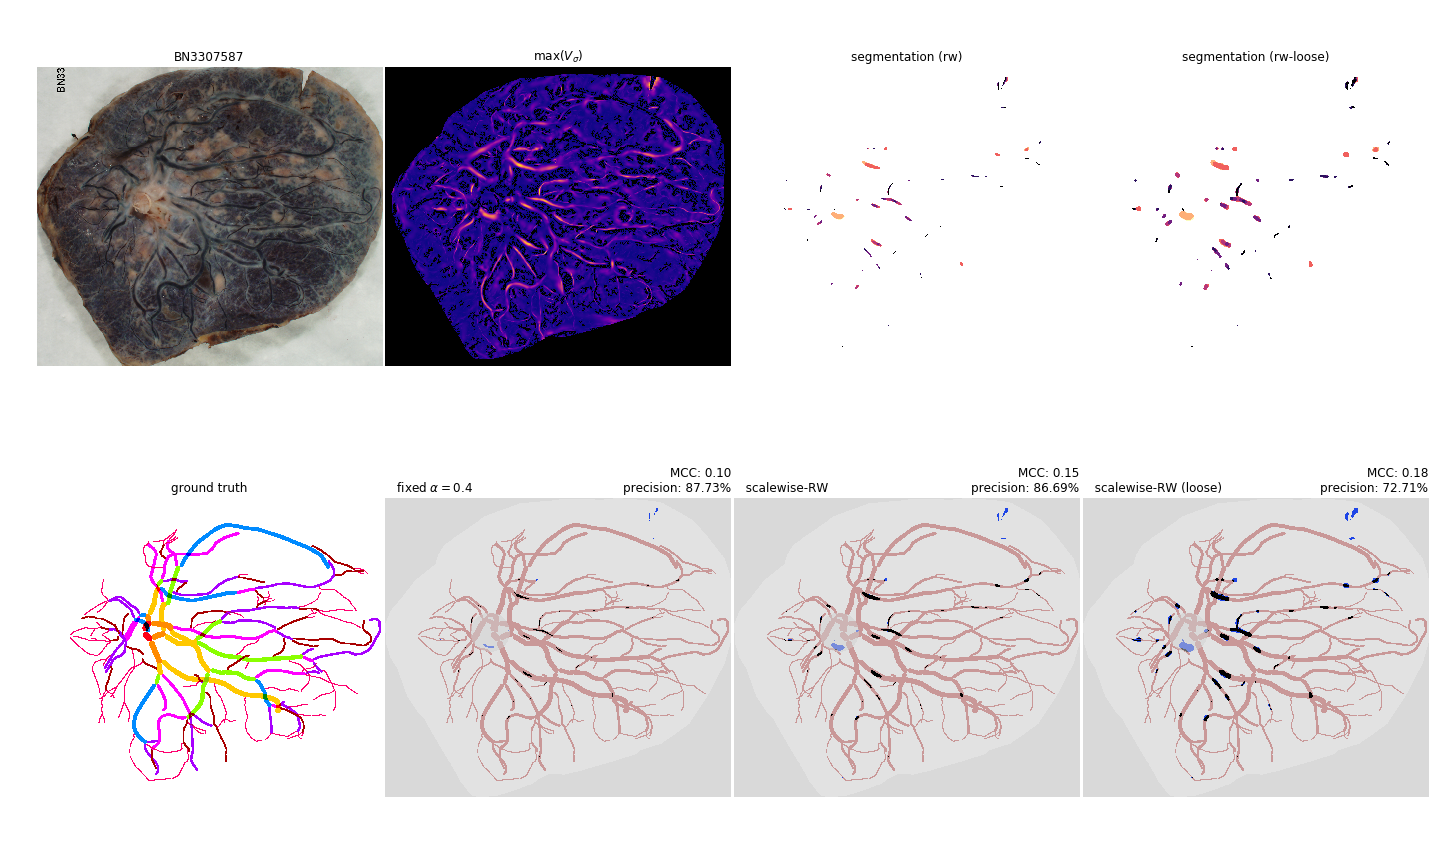 BN3307587
max(V_σ)
segmentation (rw)
segmentation (rw-loose)
BN33
ground truth
fixed α = 0.4
MCC: 0.10
precision: 87.73%
scalewise-RW
MCC: 0.15
precision: 86.69%
scalewise-RW (loose)
MCC: 0.18
precision: 72.71%